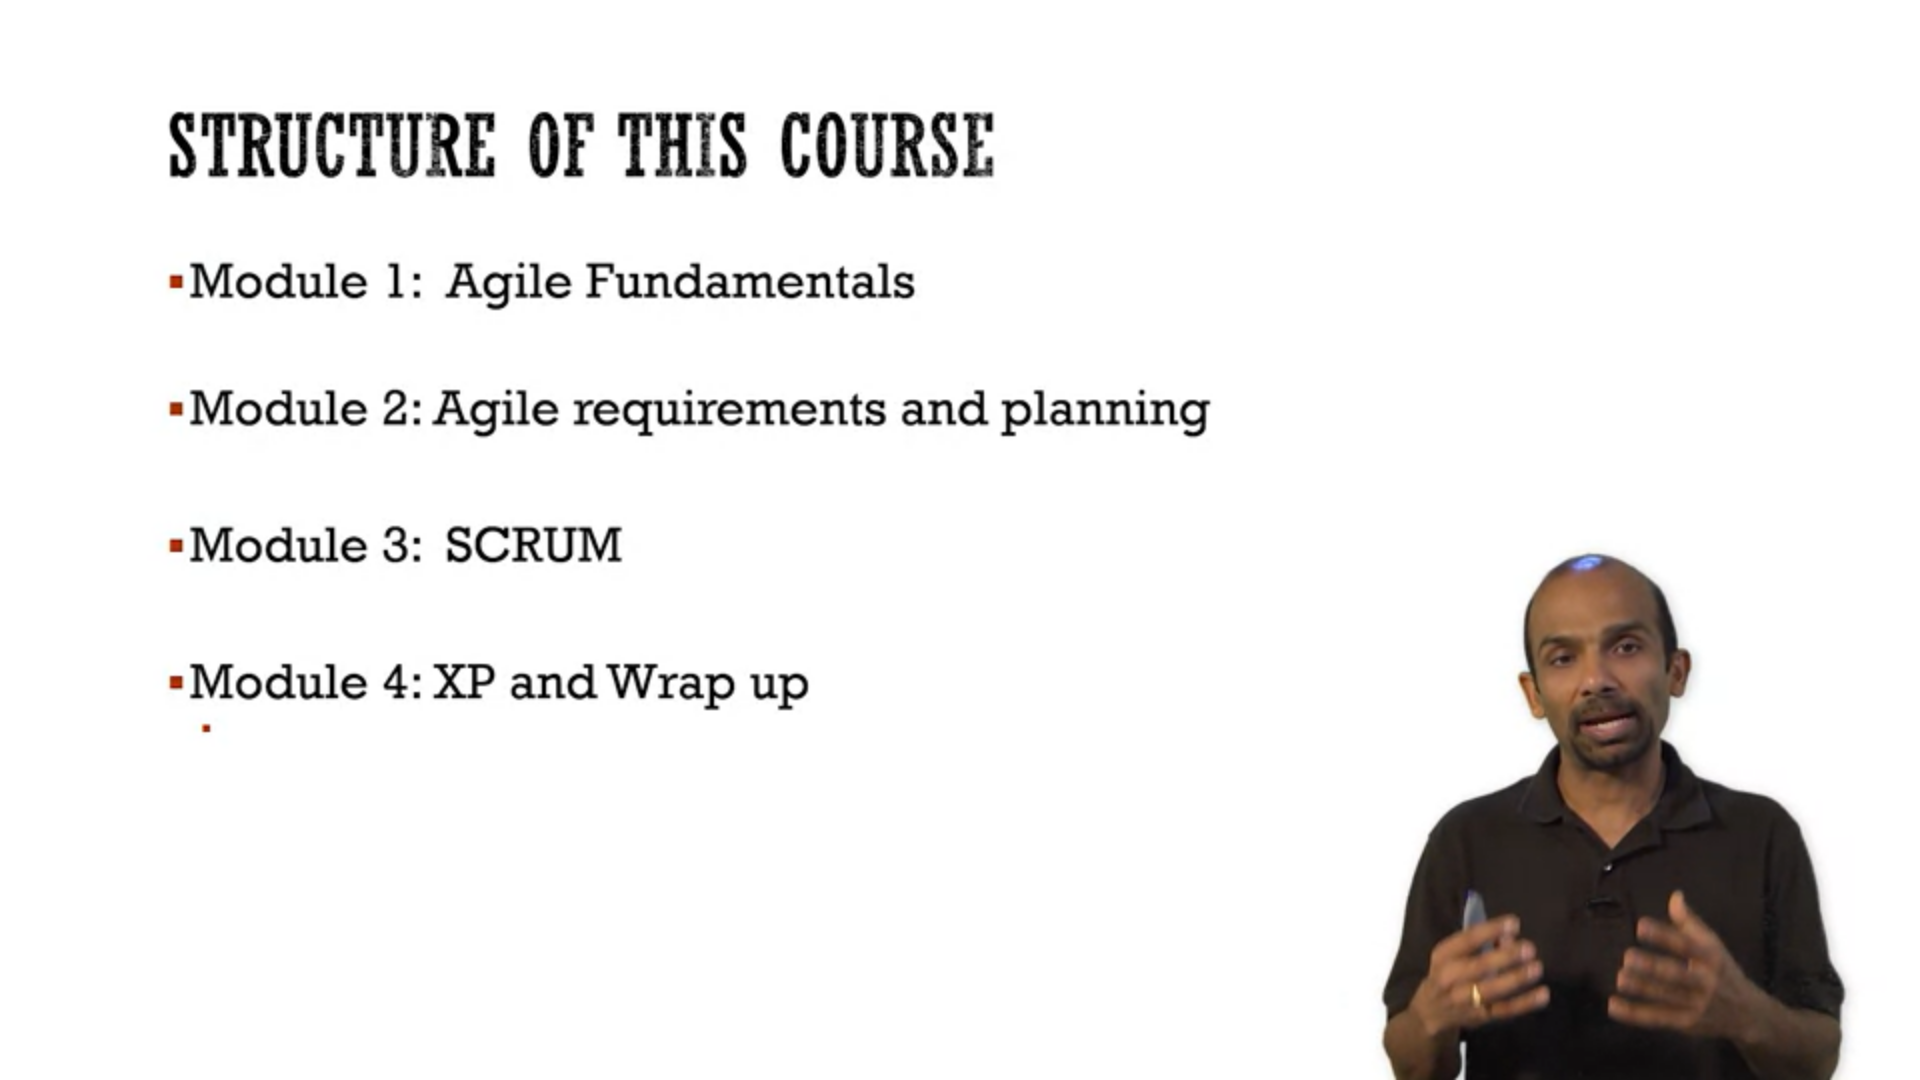 STRUCTURE OF THIS COURSE
Module 1: Agile Fundamentals
Module 2: Agile requirements and planning
Module 3: SCRUM
Module 4: XP and Wrap up